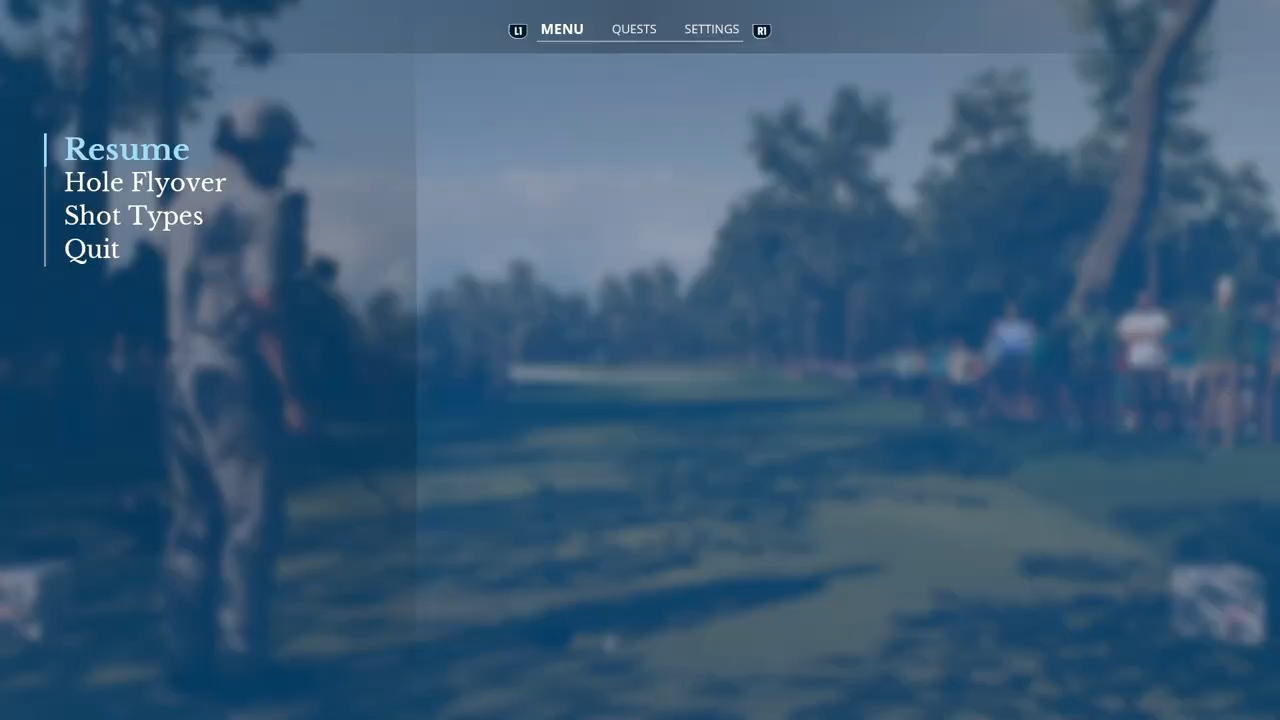 L1 MENU QUESTS SETTINGS R1
Resume
Hole Flyover
Shot Types
Quit